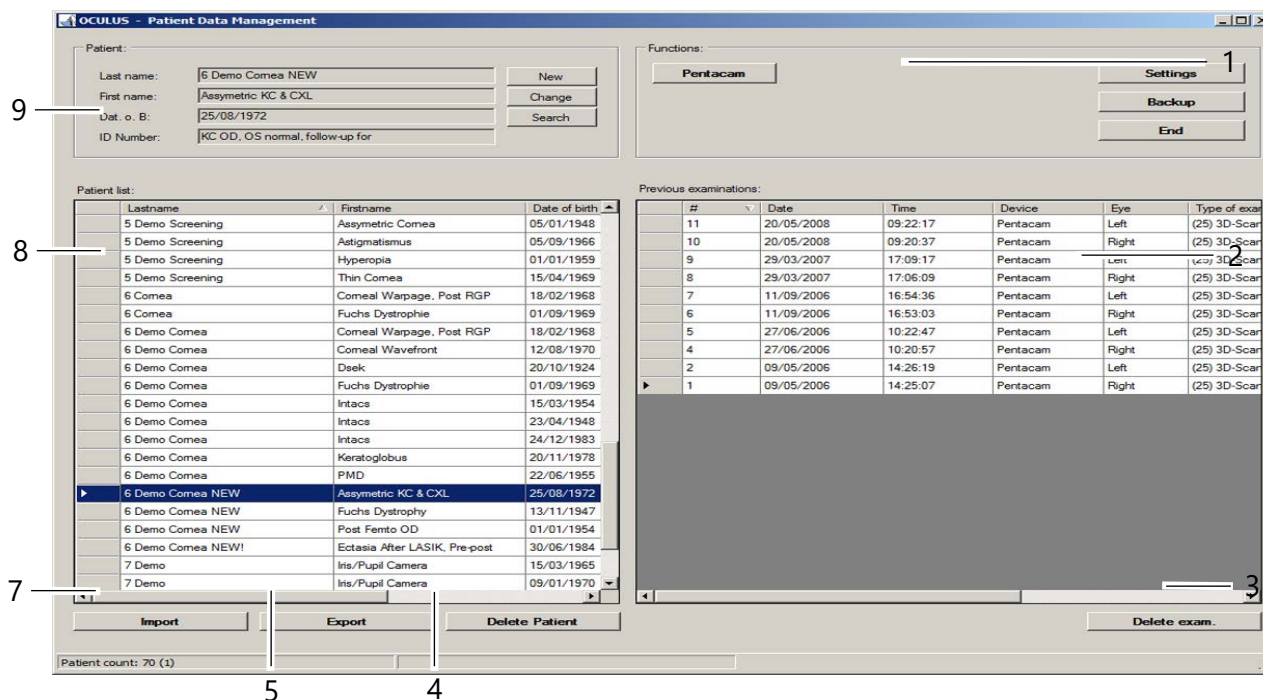 OCULUS - Patient Data Management
Patient:
Last name: 6 Demo Cornea NEW New
First name: Assymetric KC & CXL Change
Dat. o. B: 25/08/1972 Search
ID Number: KC OD, OS normal, follow-up for
Functions:
Pentacam Settings
Backup
End
1
9
Patient list:
Lastname Firstname Date of birth
5 Demo Screening Assymetric Cornea 05/01/1948
5 Demo Screening Astigmatismus 05/09/1966
5 Demo Screening Hyperopia 01/01/1959
5 Demo Screening Thin Cornea 15/04/1969
6 Cornea Corneal Warpage, Post RGP 18/02/1968
6 Cornea Fuchs Dystrophie 01/09/1969
6 Demo Cornea Corneal Warpage, Post RGP 18/02/1968
6 Demo Cornea Corneal Wavefront 12/08/1970
6 Demo Cornea Dsek 20/10/1924
6 Demo Cornea Fuchs Dystrophie 01/09/1969
6 Demo Cornea Intacs 15/03/1954
6 Demo Cornea Intacs 23/04/1948
6 Demo Cornea Intacs 24/12/1983
6 Demo Cornea Keratoglobus 20/11/1978
6 Demo Cornea PMD 22/06/1955
6 Demo Cornea NEW Assymetric KC & CXL 25/08/1972
6 Demo Cornea NEW Fuchs Dystrophy 13/11/1947
6 Demo Cornea NEW Post Femto OD 01/01/1954
6 Demo Cornea NEW! Ectasia After LASIK, Pre-post 30/06/1984
7 Demo Iris/Pupil Camera 15/03/1965
7 Demo Iris/Pupil Camera 09/01/1970
8
7
Import Export Delete Patient
Previous examinations:
# Date Time Device Eye Type of exar
11 20/05/2008 09:22:17 Pentacam Left (25) 3D-Scan
10 20/05/2008 09:20:37 Pentacam Right (25) 3D-Scan
9 29/03/2007 17:09:17 Pentacam Left (25) 3D-Scan
8 29/03/2007 17:06:09 Pentacam Right (25) 3D-Scan
7 11/09/2006 16:54:36 Pentacam Left (25) 3D-Scan
6 11/09/2006 16:53:03 Pentacam Right (25) 3D-Scan
5 27/06/2006 10:22:47 Pentacam Left (25) 3D-Scan
4 27/06/2006 10:20:57 Pentacam Right (25) 3D-Scan
2 09/05/2006 14:26:19 Pentacam Left (25) 3D-Scan
1 09/05/2006 14:25:07 Pentacam Right (25) 3D-Scan
2
3
Delete exam.
Patient count: 70 (1)
5 4